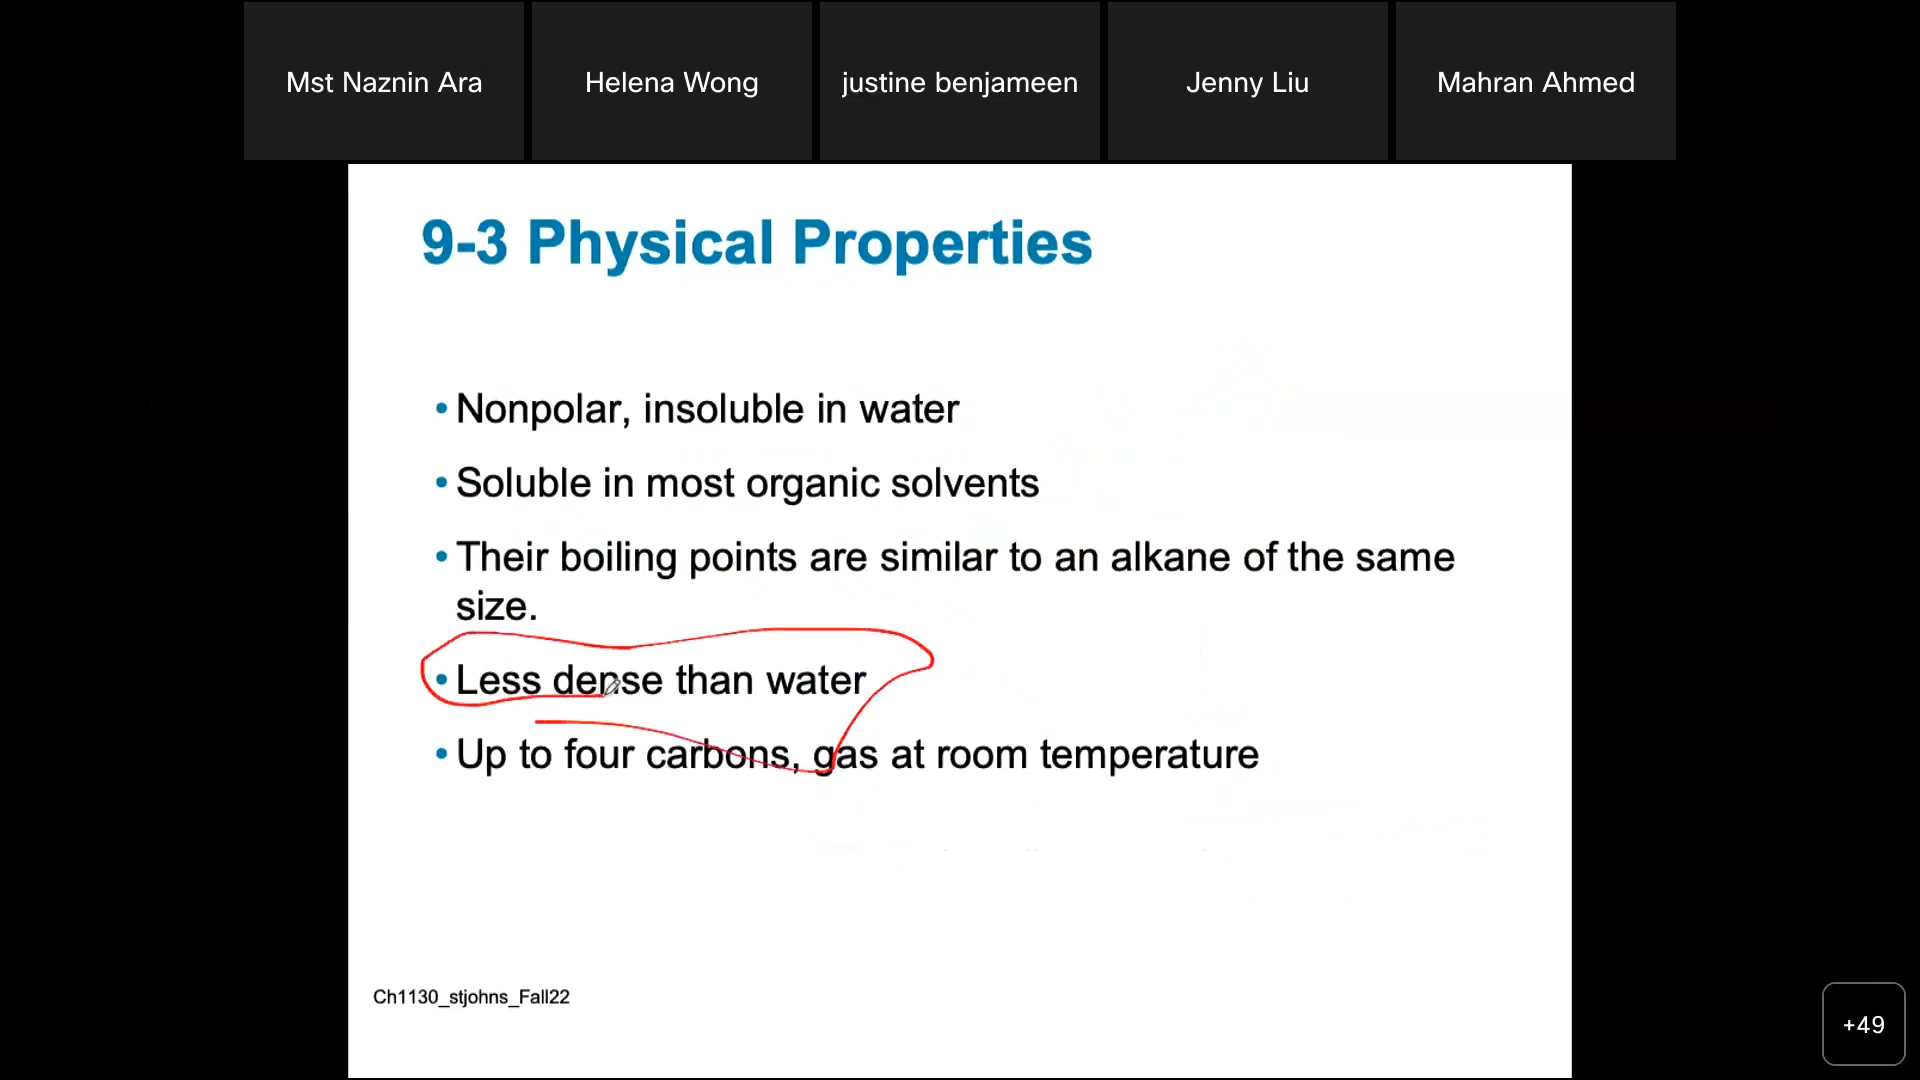 Mst Naznin Ara
Helena Wong
justine benjameen
Jenny Liu
Mahran Ahmed
9-3 Physical Properties
• Nonpolar, insoluble in water
• Soluble in most organic solvents
• Their boiling points are similar to an alkane of the same
size.
• Less dense than water
• Up to four carbons, gas at room temperature
Ch1130_stjohns_Fall22
+49